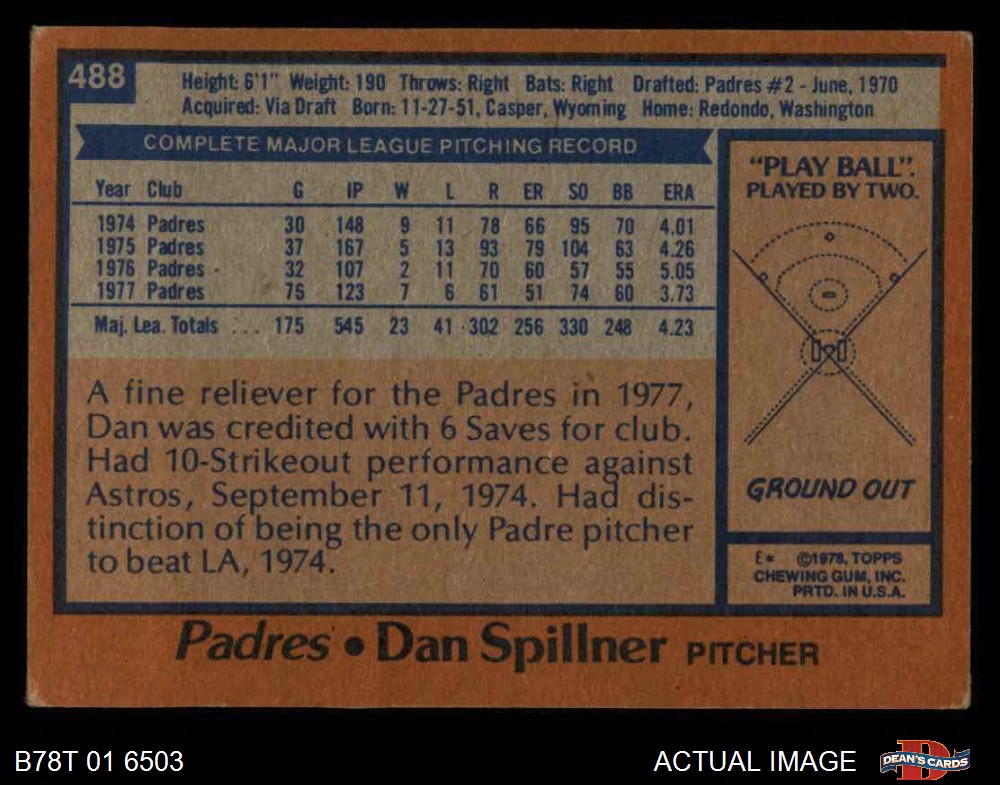 488
Height: 6'1" Weight: 190 Throws: Right Bats: Right Drafted: Padres #2 - June, 1970
Acquired: Via Draft Born: 11-27-51, Casper, Wyoming Home: Redondo, Washington
COMPLETE MAJOR LEAGUE PITCHING RECORD
Year Club G IP W L R ER SO BB ERA
1974 Padres 30 148 9 11 78 66 95 70 4.01
1975 Padres 37 167 5 13 93 79 104 63 4.26
1976 Padres 32 107 2 11 70 60 57 55 5.05
1977 Padres 76 123 7 6 61 51 74 60 3.73
Maj. Lea. Totals ... 175 545 23 41 302 256 330 248 4.23
A fine reliever for the Padres in 1977,
Dan was credited with 6 Saves for club.
Had 10-Strikeout performance against
Astros, September 11, 1974. Had dis-
tinction of being the only Padre pitcher
to beat LA, 1974.
"PLAY BALL".
PLAYED BY TWO.
GROUND OUT
E* ©1978, TOPPS
CHEWING GUM, INC.
PRTD. IN U.S.A.
Padres • Dan Spillner PITCHER
B78T 01 6503
ACTUAL IMAGE
D
DEAN'S CARDS